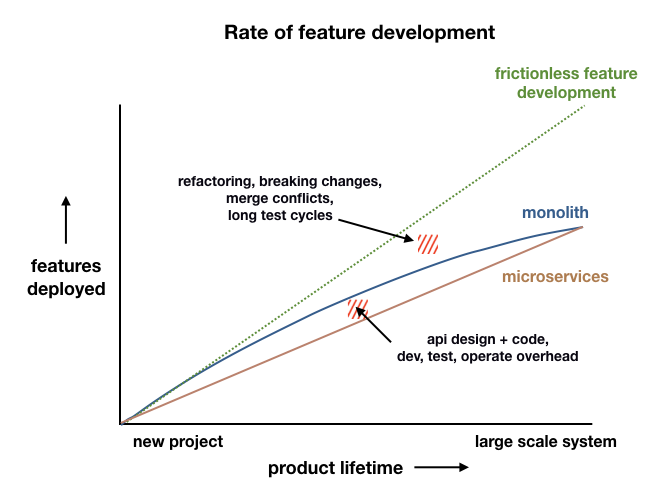 Rate of feature development
frictionless feature
development
refactoring, breaking changes,
merge conflicts,
long test cycles
monolith
features
deployed
microservices
api design + code,
dev, test, operate overhead
new project
large scale system
product lifetime